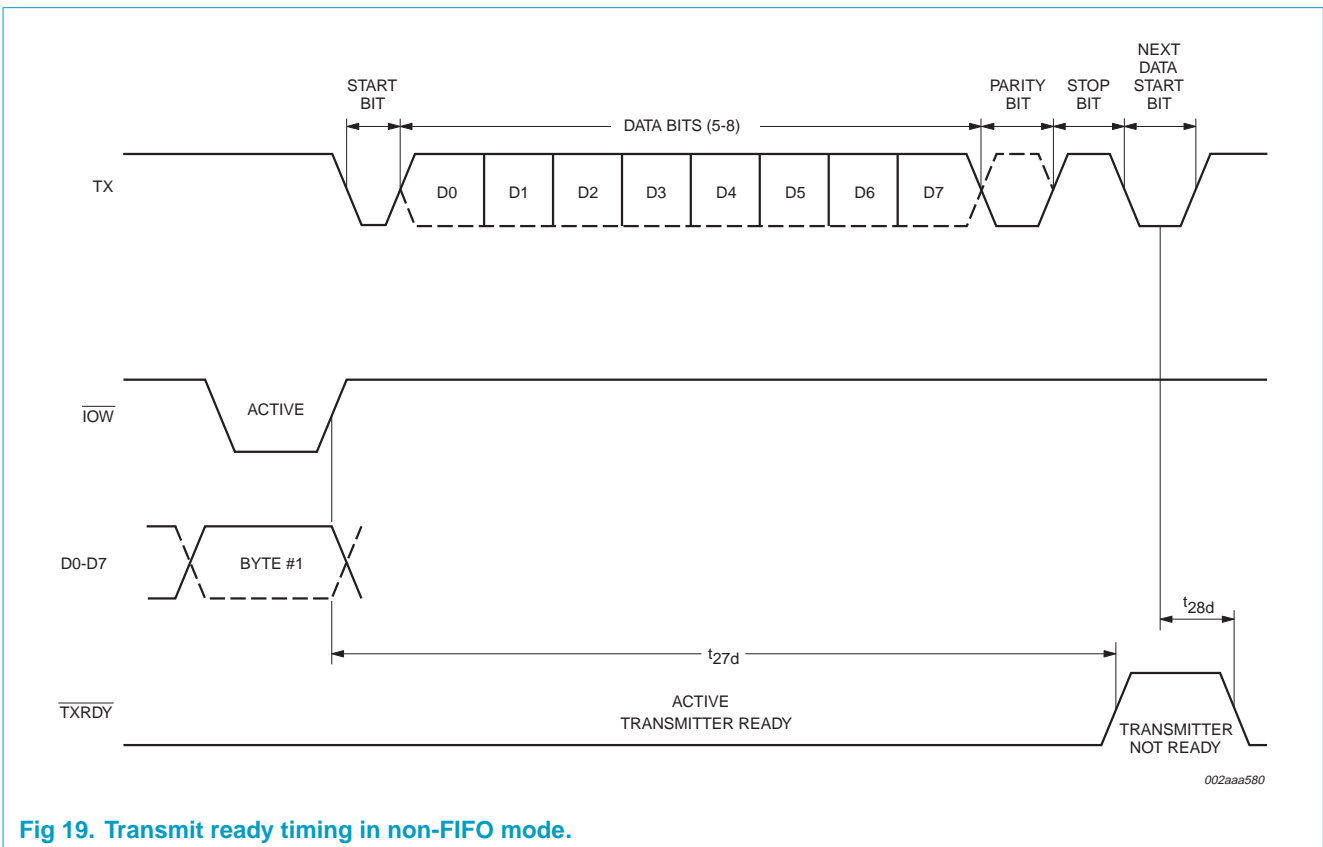 START
BIT
DATA BITS (5-8)
PARITY
BIT
STOP
BIT
NEXT
DATA
START
BIT
TX
D0 D1 D2 D3 D4 D5 D6 D7
IOW
ACTIVE
D0-D7
BYTE #1
t28d
t27d
TXRDY
ACTIVE
TRANSMITTER READY
TRANSMITTER
NOT READY
002aaa580
Fig 19. Transmit ready timing in non-FIFO mode.